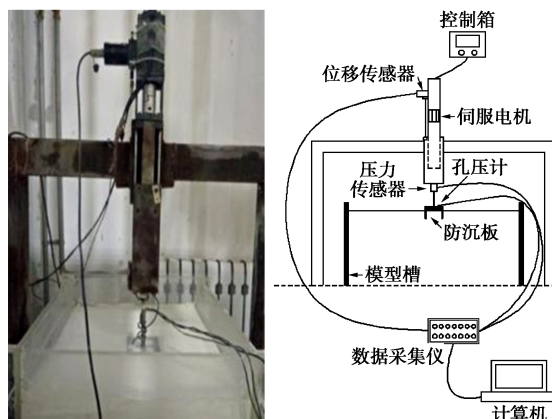 控制箱
位移传感器
伺服电机
压力
传感器
孔压计
防沉板
模型槽
数据采集仪
计算机